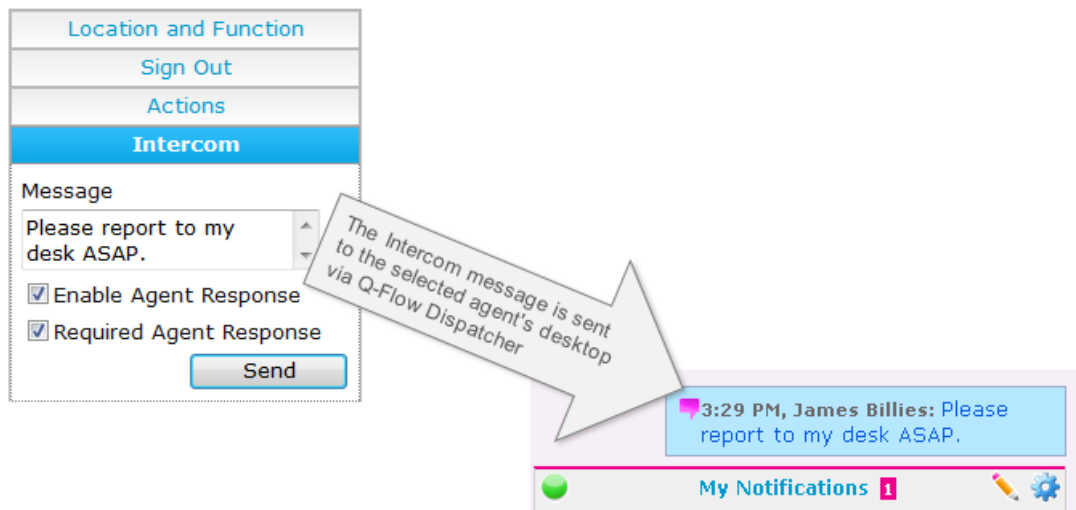 Location and Function
Sign Out
Actions
Intercom
Message
Please report to my
desk ASAP.
Enable Agent Response
Required Agent Response
Send
The Intercom message is sent
to the selected agent's desktop
via Q-Flow Dispatcher
3:29 PM, James Billies: Please
report to my desk ASAP.
My Notifications 1